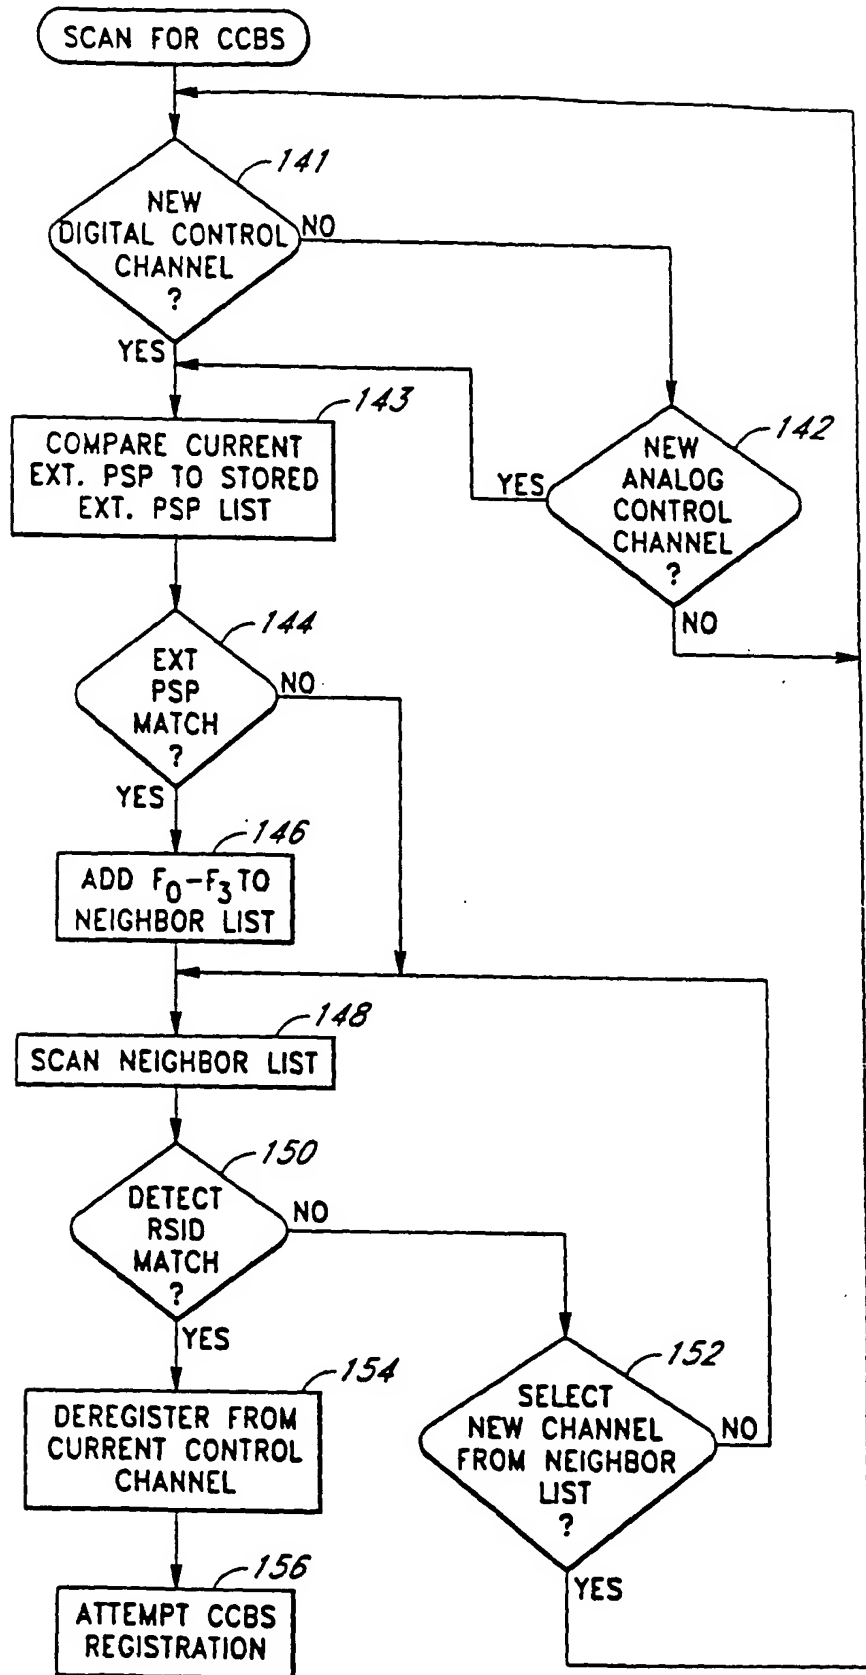 SCAN FOR CCBS
141
NEW
DIGITAL CONTROL
CHANNEL
?
NO
YES
143
COMPARE CURRENT
EXT. PSP TO STORED
EXT. PSP LIST
142
NEW
ANALOG
CONTROL
CHANNEL
?
YES
NO
144
EXT
PSP
MATCH
?
NO
YES
146
ADD F0-F3 TO
NEIGHBOR LIST
148
SCAN NEIGHBOR LIST
150
DETECT
RSID
MATCH
?
NO
YES
152
SELECT
NEW CHANNEL
FROM NEIGHBOR
LIST
?
NO
YES
154
DEREGISTER FROM
CURRENT CONTROL
CHANNEL
156
ATTEMPT CCBS
REGISTRATION